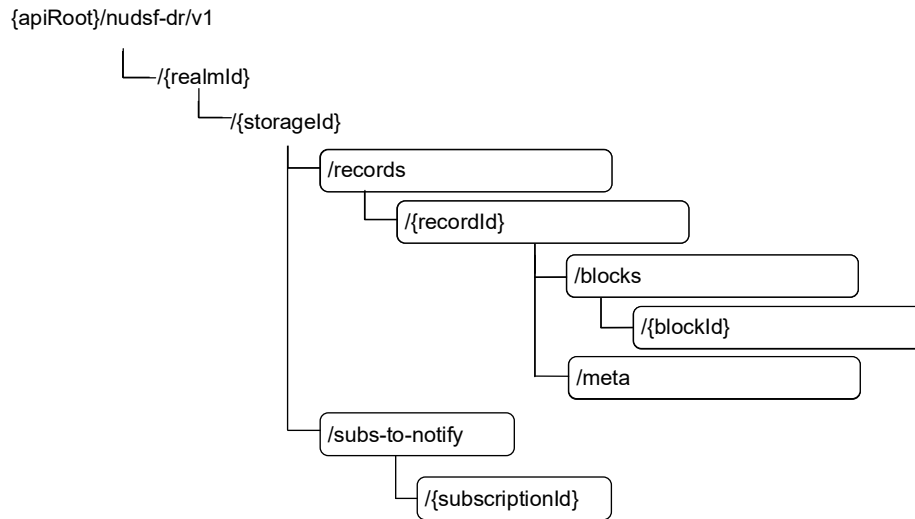 {apiRoot}/nudsf-dr/v1
/{realmId}
/{storageId}
/records
/{recordId}
/blocks
/{blockId}
/meta
/subs-to-notify
/{subscriptionId}